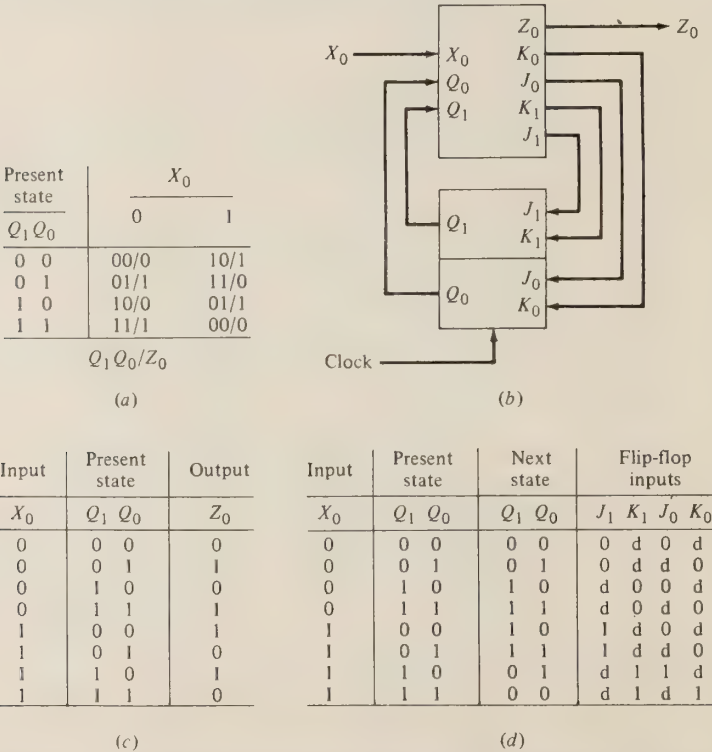 Z₀
Z₀
X₀
X₀
K₀
Q₀
J₀
Q₁
K₁
J₁
Q₁
J₁
K₁
Q₀
J₀
K₀
Clock
(b)
Present
state
X₀
Q₁ Q₀
0 1
0 0 00/0 10/1
0 1 01/1 11/0
1 0 10/0 01/1
1 1 11/1 00/0
Q₁ Q₀/Z₀
(a)
Input Present state Output
X₀ Q₁ Q₀ Z₀
0 0 0 0
0 0 1 1
0 1 0 0
0 1 1 1
1 0 0 1
1 0 1 0
1 1 0 1
1 1 1 0
(c)
Input Present state Next state Flip-flop inputs
X₀ Q₁ Q₀ Q₁ Q₀ J₁ K₁ J₀ K₀
0 0 0 0 0 0 d 0 d
0 0 1 0 1 0 d d 0
0 1 0 1 0 d 0 0 d
0 1 1 1 1 d 0 d 0
1 0 0 1 0 1 d 0 d
1 0 1 1 1 1 d d 0
1 1 0 0 1 d 1 1 d
1 1 1 0 0 d 1 d 1
(d)